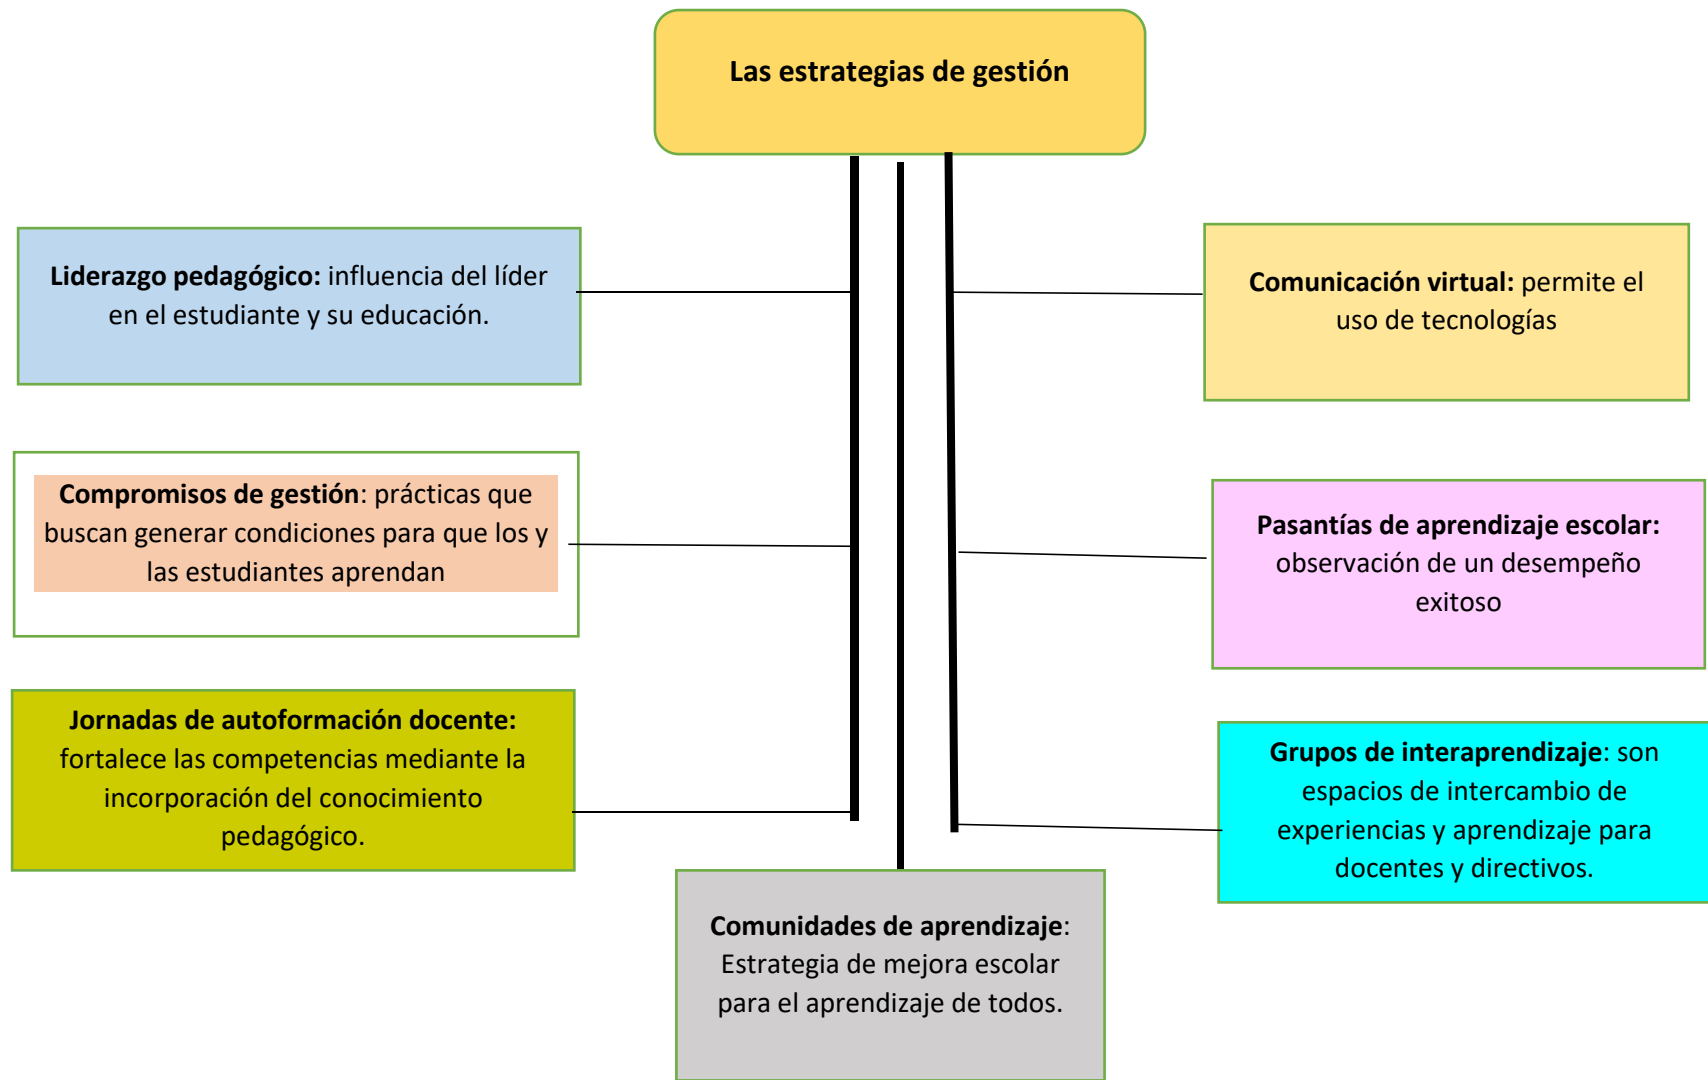 Las estrategias de gestión
Liderazgo pedagógico: influencia del líder
en el estudiante y su educación.
Comunicación virtual: permite el
uso de tecnologías
Compromisos de gestión: prácticas que
buscan generar condiciones para que los y
las estudiantes aprendan
Pasantías de aprendizaje escolar:
observación de un desempeño
exitoso
Jornadas de autoformación docente:
fortalece las competencias mediante la
incorporación del conocimiento
pedagógico.
Grupos de interaprendizaje: son
espacios de intercambio de
experiencias y aprendizaje para
docentes y directivos.
Comunidades de aprendizaje:
Estrategia de mejora escolar
para el aprendizaje de todos.